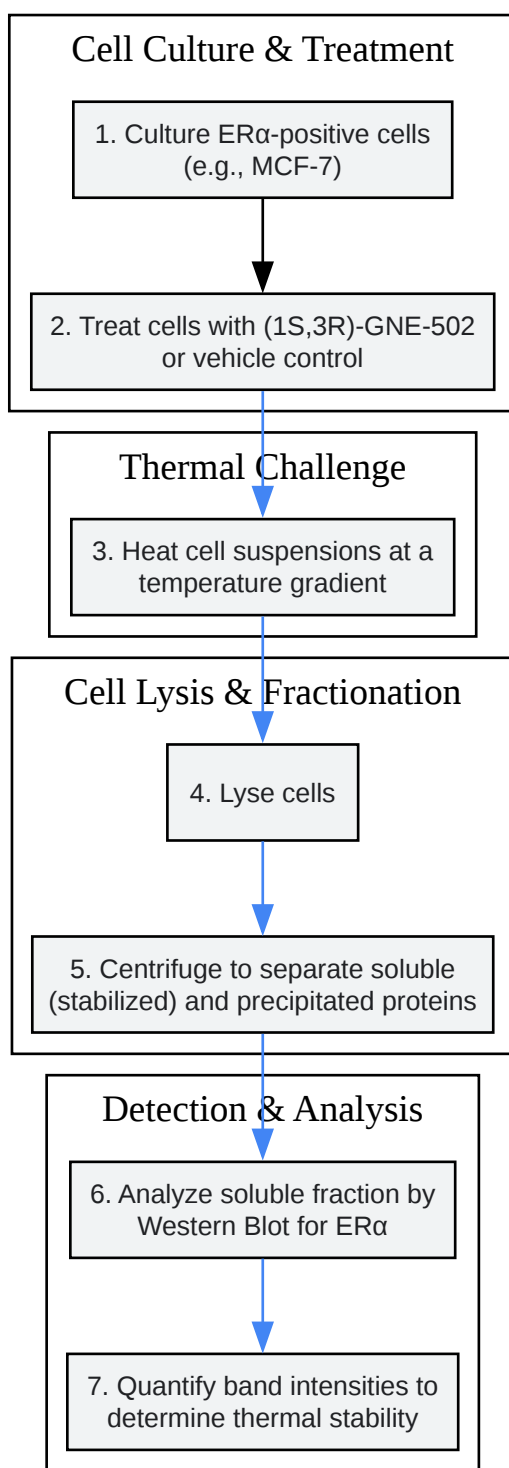 Cell Culture & Treatment
1. Culture ERα-positive cells
(e.g., MCF-7)
2. Treat cells with (1S,3R)-GNE-502
or vehicle control
Thermal Challenge
3. Heat cell suspensions at a
temperature gradient
Cell Lysis & Fractionation
4. Lyse cells
5. Centrifuge to separate soluble
(stabilized) and precipitated proteins
Detection & Analysis
6. Analyze soluble fraction by
Western Blot for ERα
7. Quantify band intensities to
determine thermal stability